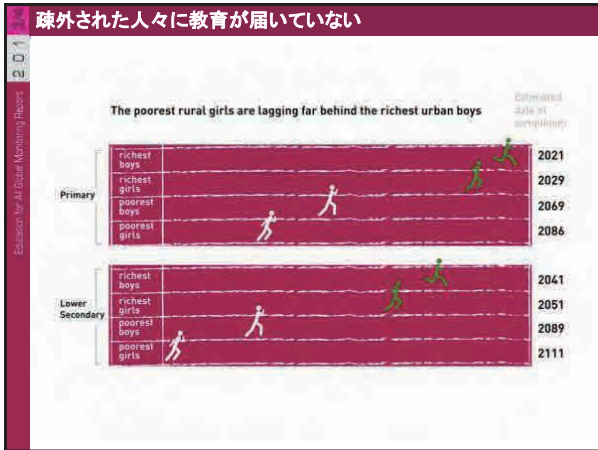 疎外された人々に教育が届いていない
2013/4
Education for All Global Monitoring Report
The poorest rural girls are lagging far behind the richest urban boys
Estimated
date of
completion
Primary
richest
boys
2021
richest
girls
2029
poorest
boys
2069
poorest
girls
2086
Lower
Secondary
richest
boys
2041
richest
girls
2051
poorest
boys
2089
poorest
girls
2111